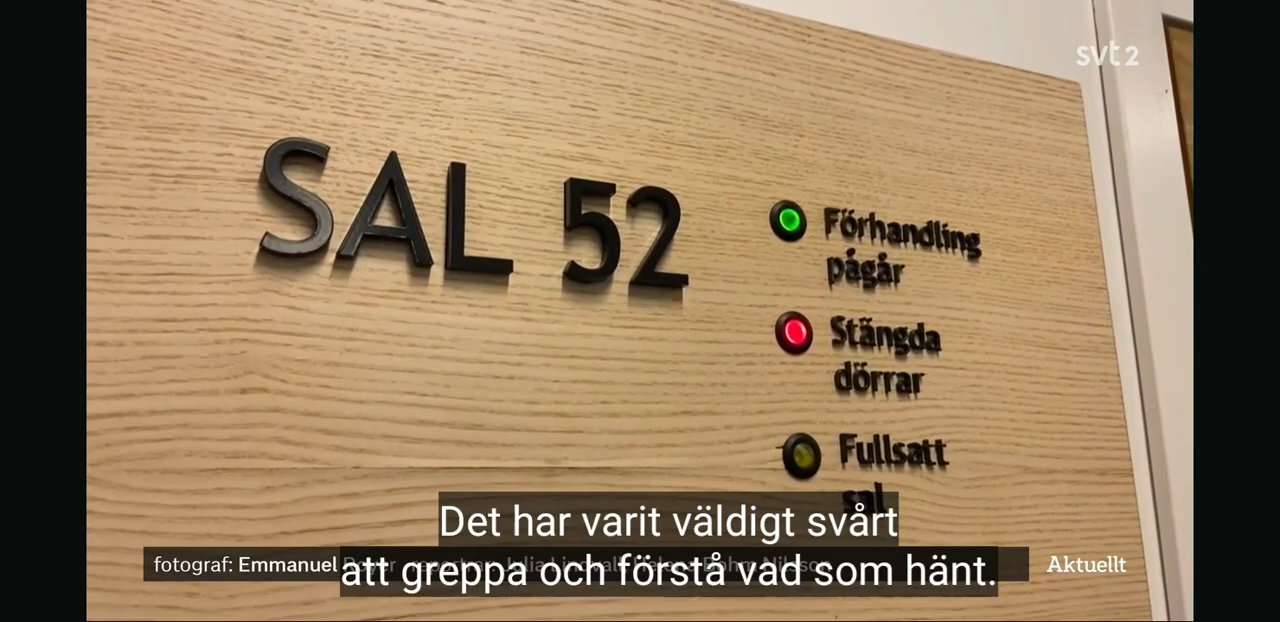 svt2
SAL 52
Förhandling
pågår
Stängda
dörrar
Fullsatt
sal
Det har varit väldigt svårt
att greppa och förstå vad som hänt.
fotograf: Emmanuel
Aktuellt